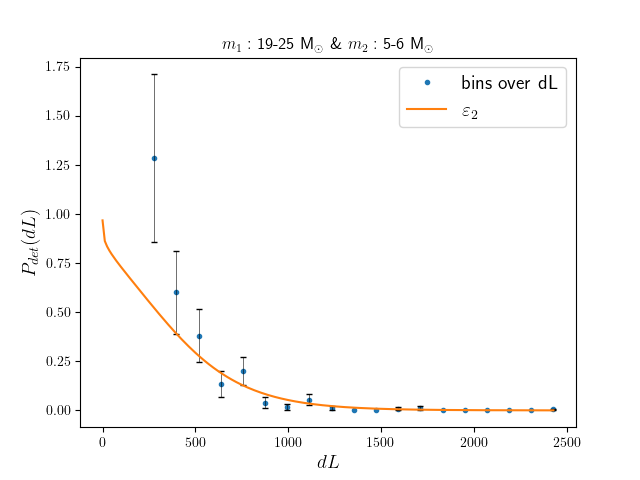 m₁ : 19-25 M⊙ & m₂ : 5-6 M⊙
bins over dL
ε₂
P_det(dL)
1.75
1.50
1.25
1.00
0.75
0.50
0.25
0.00
0 500 1000 1500 2000 2500
dL